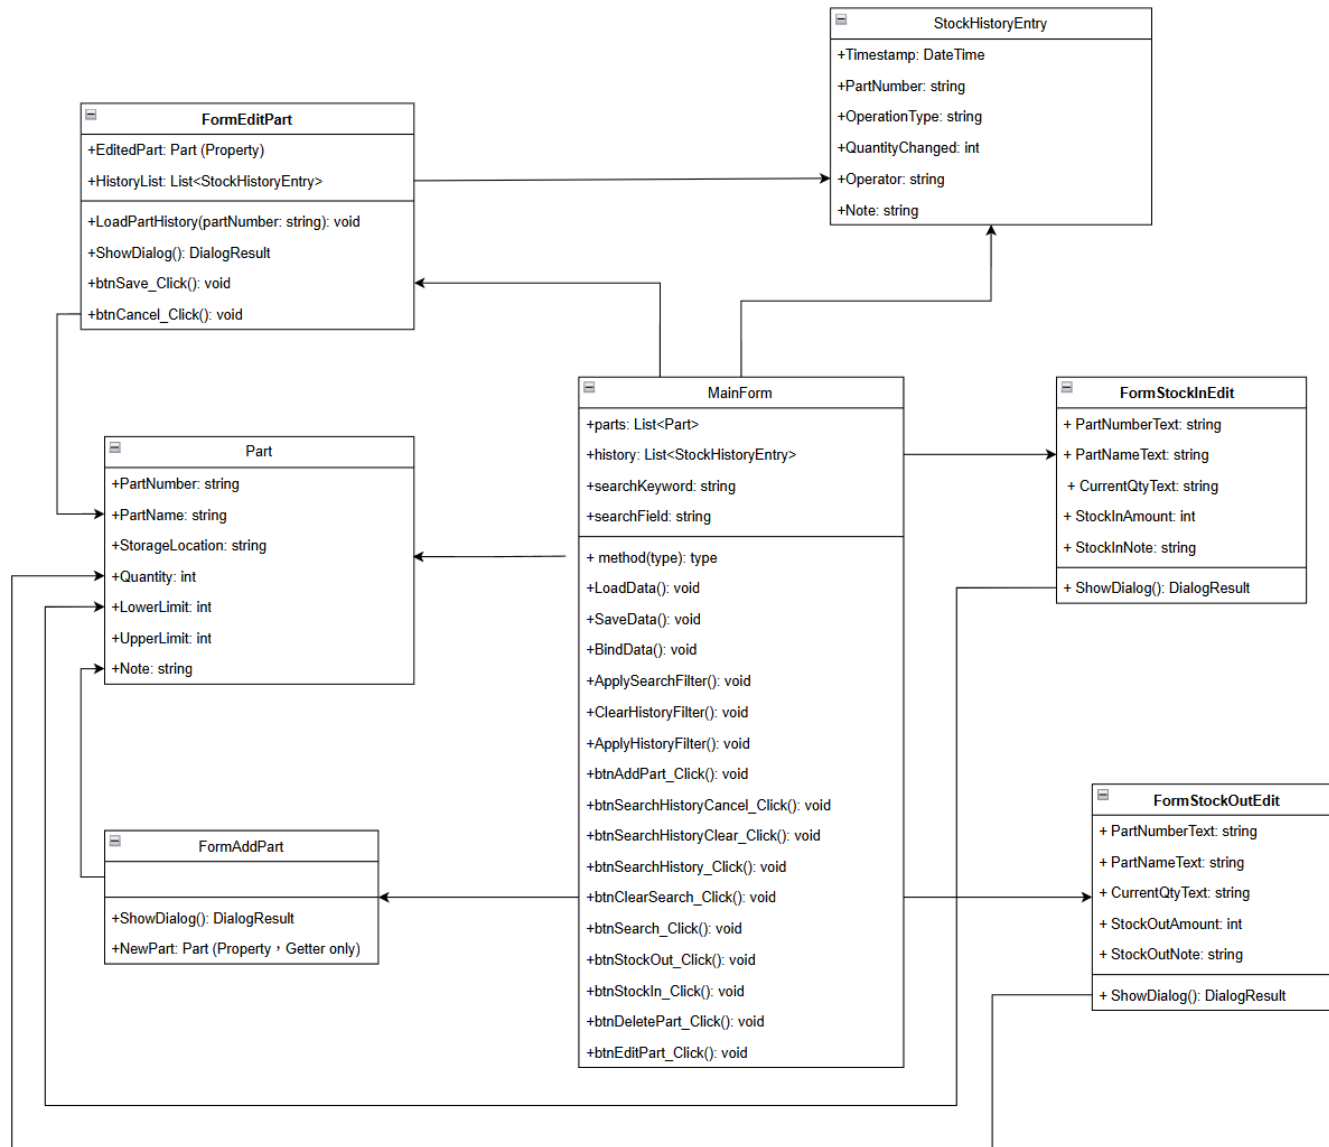 StockHistoryEntry
+Timestamp: DateTime
+PartNumber: string
+OperationType: string
+QuantityChanged: int
+Operator: string
+Note: string
FormEditPart
+EditedPart: Part (Property)
+HistoryList: List<StockHistoryEntry>
+LoadPartHistory(partNumber: string): void
+ShowDialog(): DialogResult
+btnSave_Click(): void
+btnCancel_Click(): void
Part
+PartNumber: string
+PartName: string
+StorageLocation: string
+Quantity: int
+LowerLimit: int
+UpperLimit: int
+Note: string
MainForm
+parts: List<Part>
+history: List<StockHistoryEntry>
+searchKeyword: string
+searchField: string
+ method(type): type
+LoadData(): void
+SaveData(): void
+BindData(): void
+ApplySearchFilter(): void
+ClearHistoryFilter(): void
+ApplyHistoryFilter(): void
+btnAddPart_Click(): void
+btnSearchHistoryCancel_Click(): void
+btnSearchHistoryClear_Click(): void
+btnSearchHistory_Click(): void
+btnClearSearch_Click(): void
+btnSearch_Click(): void
+btnStockOut_Click(): void
+btnStockIn_Click(): void
+btnDeletePart_Click(): void
+btnEditPart_Click(): void
FormStockInEdit
+ PartNumberText: string
+ PartNameText: string
+ CurrentQtyText: string
+ StockInAmount: int
+ StockInNote: string
+ ShowDialog(): DialogResult
FormAddPart
+ShowDialog(): DialogResult
+NewPart: Part (Property，Getter only)
FormStockOutEdit
+ PartNumberText: string
+ PartNameText: string
+ CurrentQtyText: string
+ StockOutAmount: int
+ StockOutNote: string
+ ShowDialog(): DialogResult